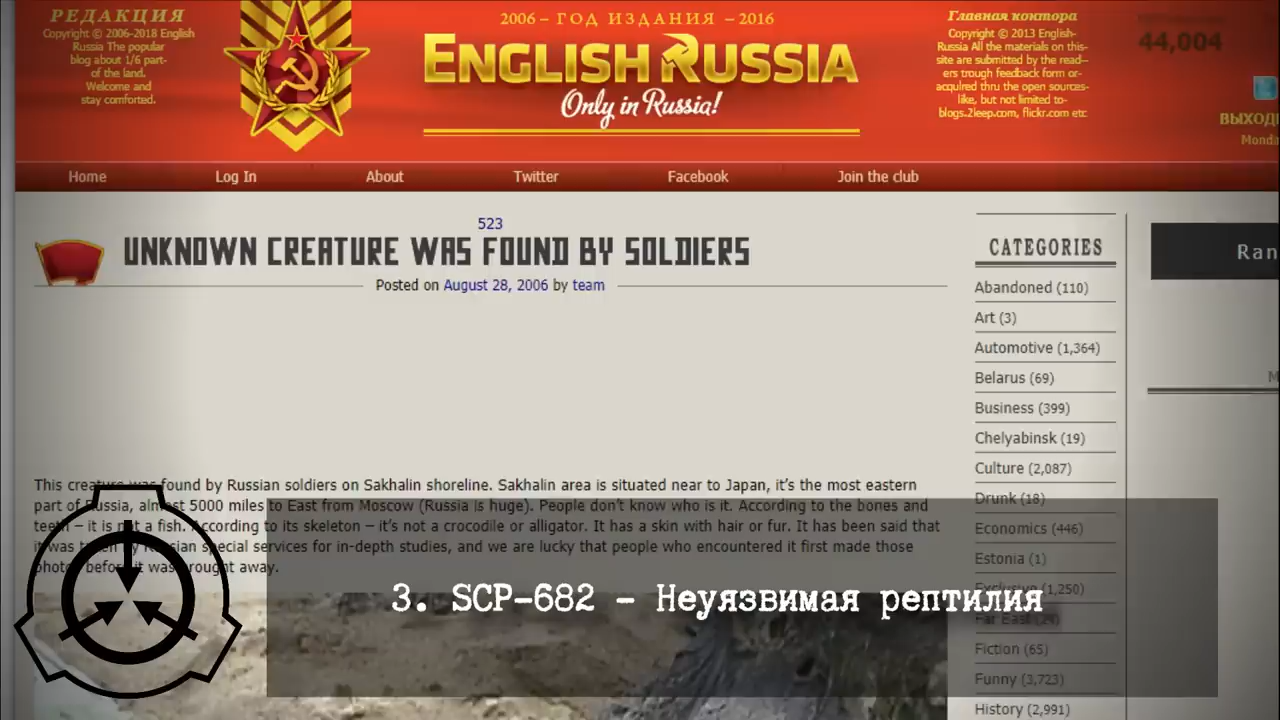 РЕДАКЦИЯ
Copyright © 2006-2018 English
Russia The popular
blog about 1/6 part-
of the land.
Welcome and
stay comforted.
2006 – ГОД ИЗДАНИЯ – 2016
ENGLISH RUSSIA
Only in Russia!
Главная контора
Copyright © 2013 English-
Russia All the materials on this-
site are submitted by the read--
ers trough feedback form or-
acquired thru the open sources-
like, but not limited to-
blogs.2leep.com, flickr.com etc
44,004
Home
Log In
About
Twitter
Facebook
Join the club
523
UNKNOWN CREATURE WAS FOUND BY SOLDIERS
Posted on August 28, 2006 by team
This creature was found by Russian soldiers on Sakhalin shoreline. Sakhalin area is situated near to Japan, it's the most eastern
part of Russia, almost 5000 miles to East from Moscow (Russia is huge). People don't know who is it. According to the bones and
teeth – it is not a fish. According to its skeleton – it's not a crocodile or alligator. It has a skin with hair or fur. It has been said that
it was taken by Russian special services for in-depth studies, and we are lucky that people who encountered it first made those
photos before it was brought away.
CATEGORIES
Abandoned (110)
Art (3)
Automotive (1,364)
Belarus (69)
Business (399)
Chelyabinsk (19)
Culture (2,087)
Drunk (18)
Economics (446)
Estonia (1)
Exclusive (1,250)
Far East
Fiction (65)
Funny (3,723)
History (2,991)
3. SCP-682 – Неуязвимая рептилия